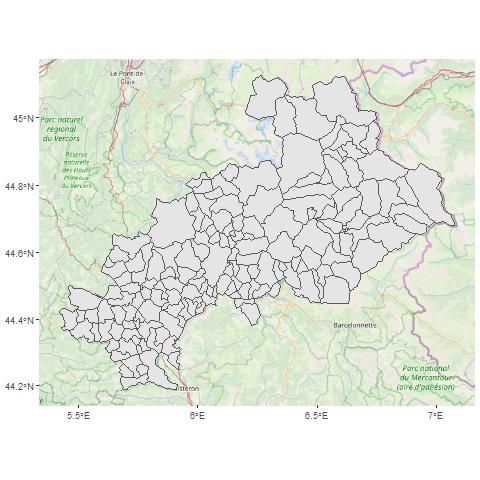 Le Pont-de-
Claix
Parc naturel
régional
du Vercors
Réserve
naturelle
des Hauts
Plateaux
du Vercors
Barcelonnette
Parc national
du Mercantour
(aire d'adhésion)
isteron
45°N
44.8°N
44.6°N
44.4°N
44.2°N
5.5°E
6°E
6.5°E
7°E